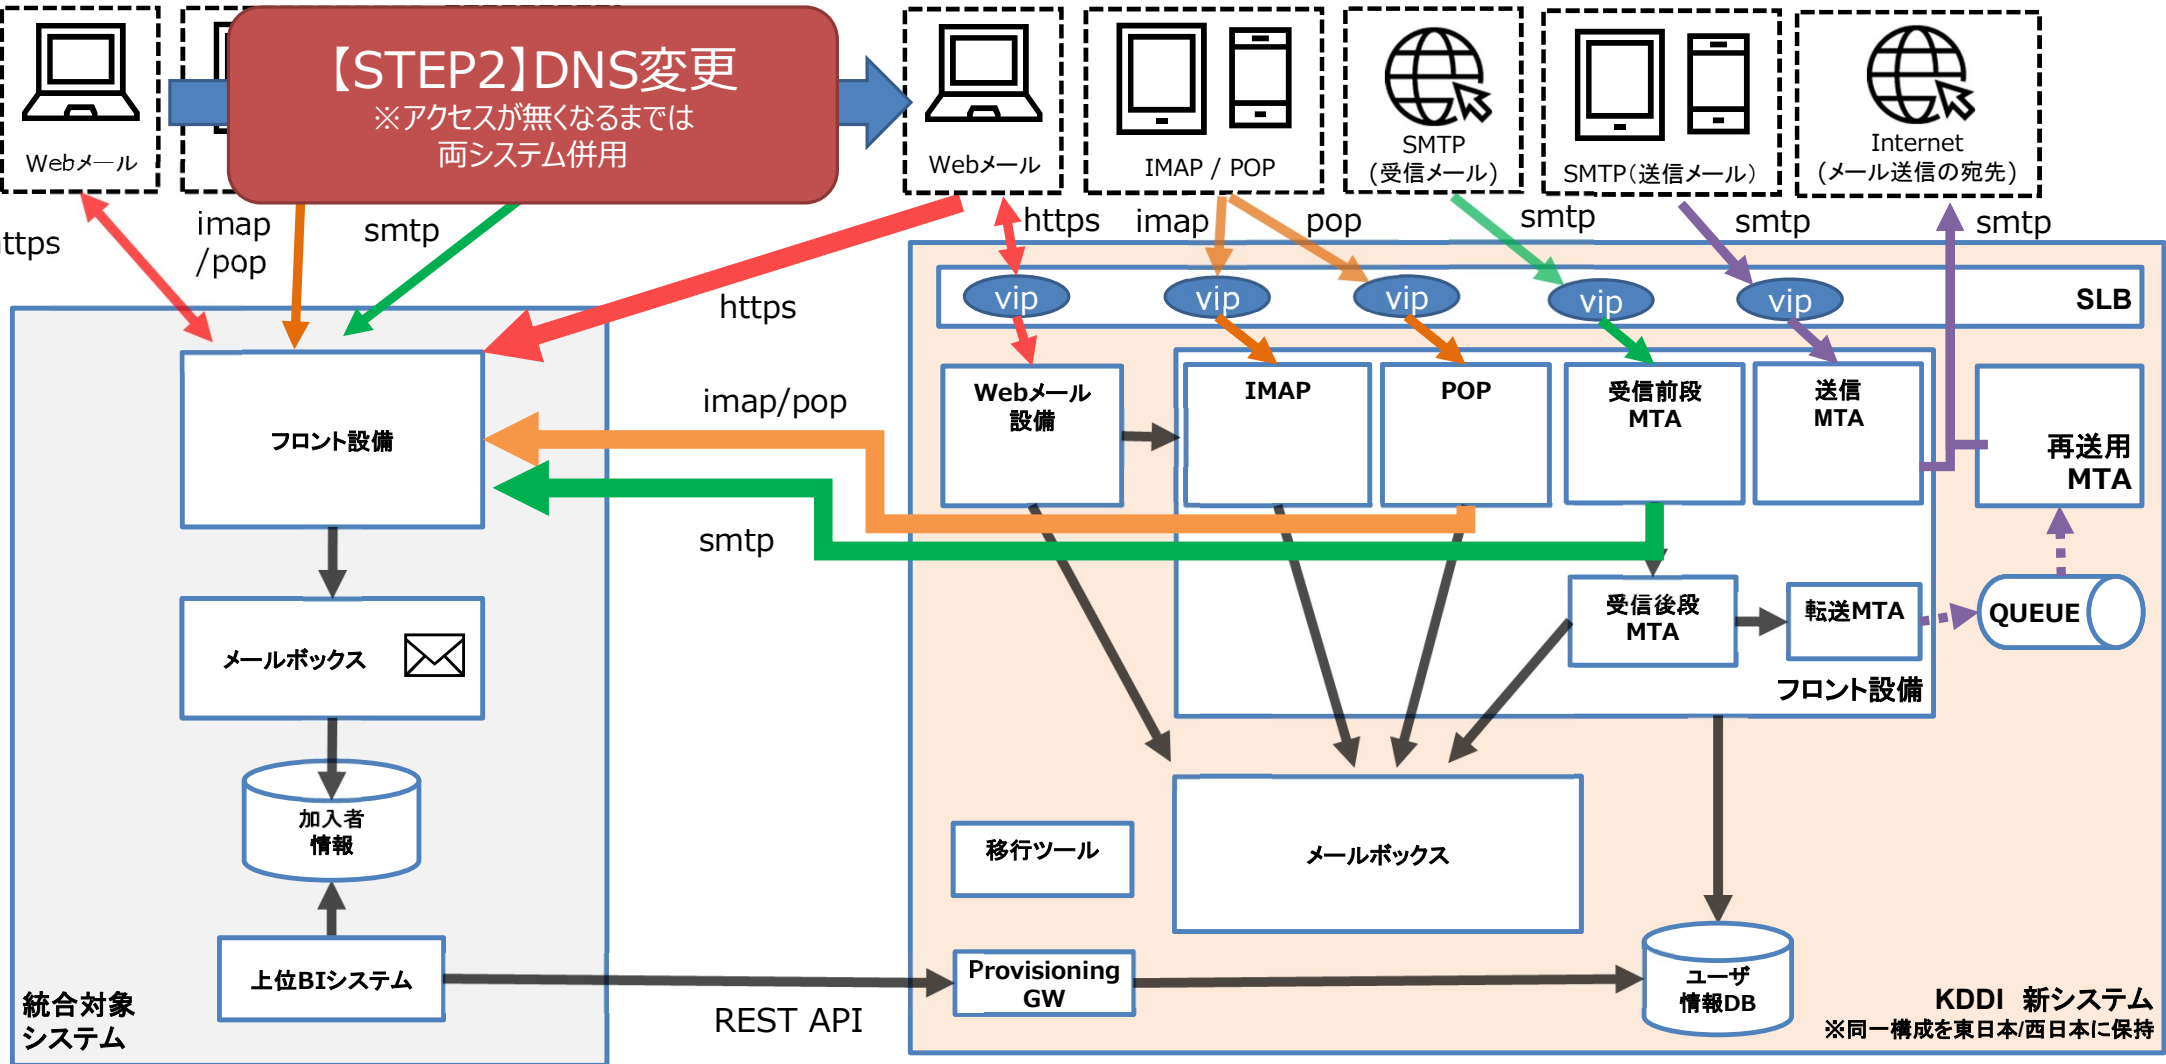 【STEP2】DNS変更
※アクセスが無くなるまでは
両システム併用
Webメール
Webメール
IMAP / POP
SMTP
(受信メール)
SMTP(送信メール)
Internet
(メール送信の宛先)
ttps
imap
/pop
smtp
https
imap
pop
smtp
smtp
smtp
vip
vip
vip
vip
vip
SLB
https
imap/pop
smtp
フロント設備
メールボックス
加入者
情報
上位BIシステム
統合対象
システム
REST API
Webメール
設備
IMAP
POP
受信前段
MTA
送信
MTA
再送用
MTA
受信後段
MTA
転送MTA
QUEUE
フロント設備
移行ツール
メールボックス
Provisioning
GW
ユーザ
情報DB
KDDI 新システム
※同一構成を東日本/西日本に保持